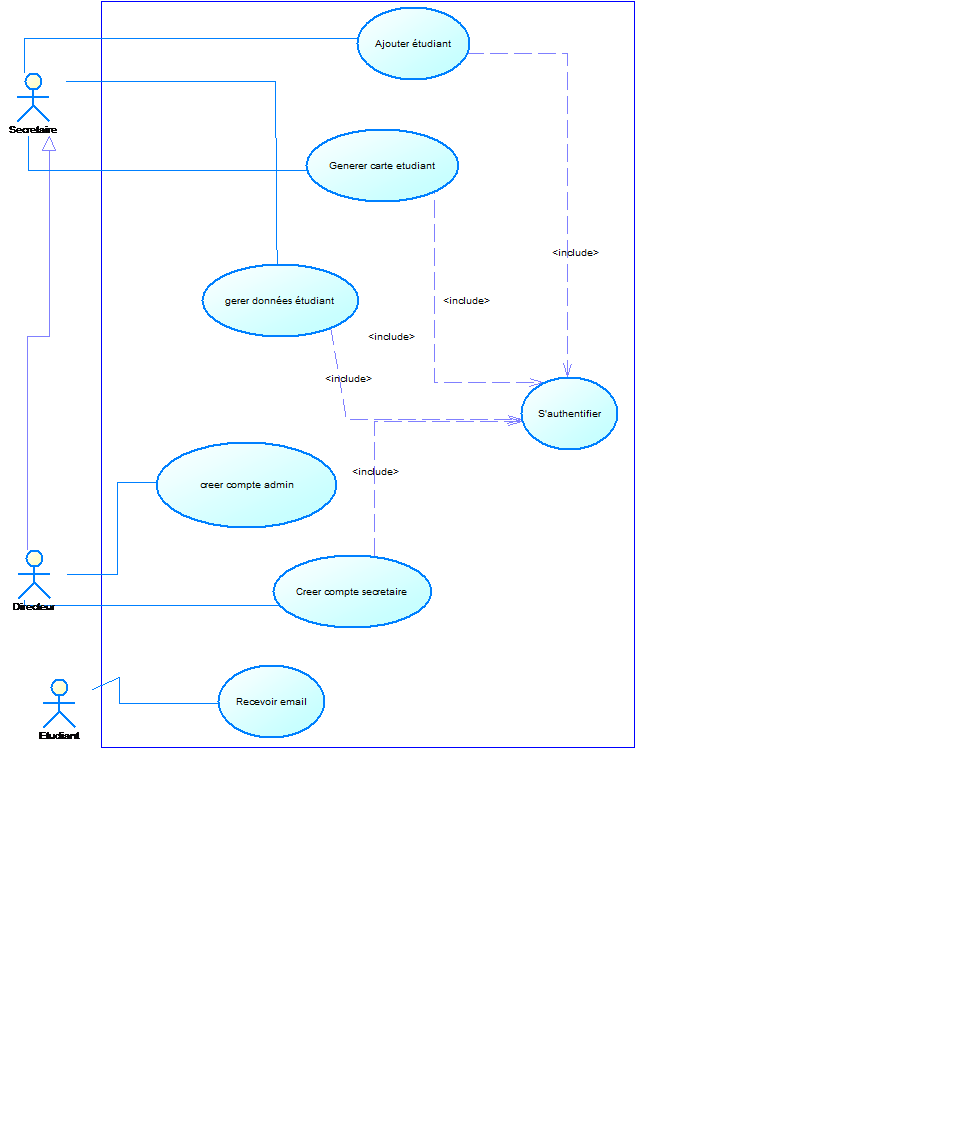 Ajouter étudiant
Secretaire
Generer carte etudiant
<include>
gerer données étudiant
<include>
<include>
<include>
S'authentifier
<include>
creer compte admin
Creer compte secretaire
Directeur
Recevoir email
Etudiant